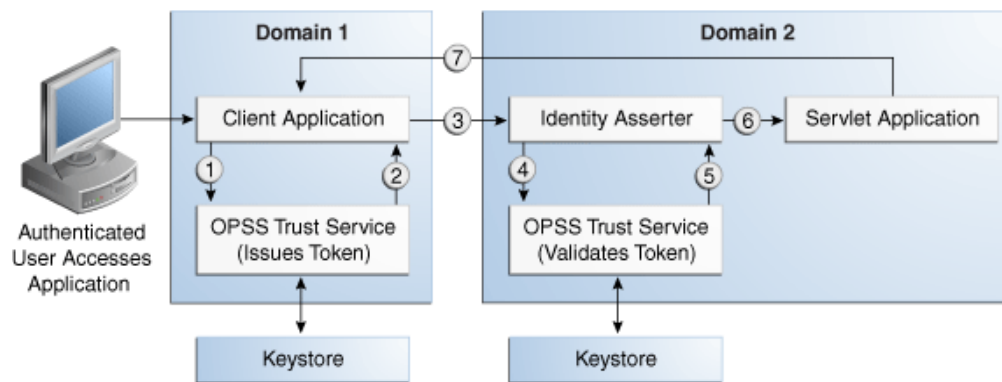 Domain 1
Domain 2
7
Client Application
3
Identity Asserter
6
Servlet Application
1
2
4
5
OPSS Trust Service
(Issues Token)
OPSS Trust Service
(Validates Token)
Authenticated
User Accesses
Application
Keystore
Keystore